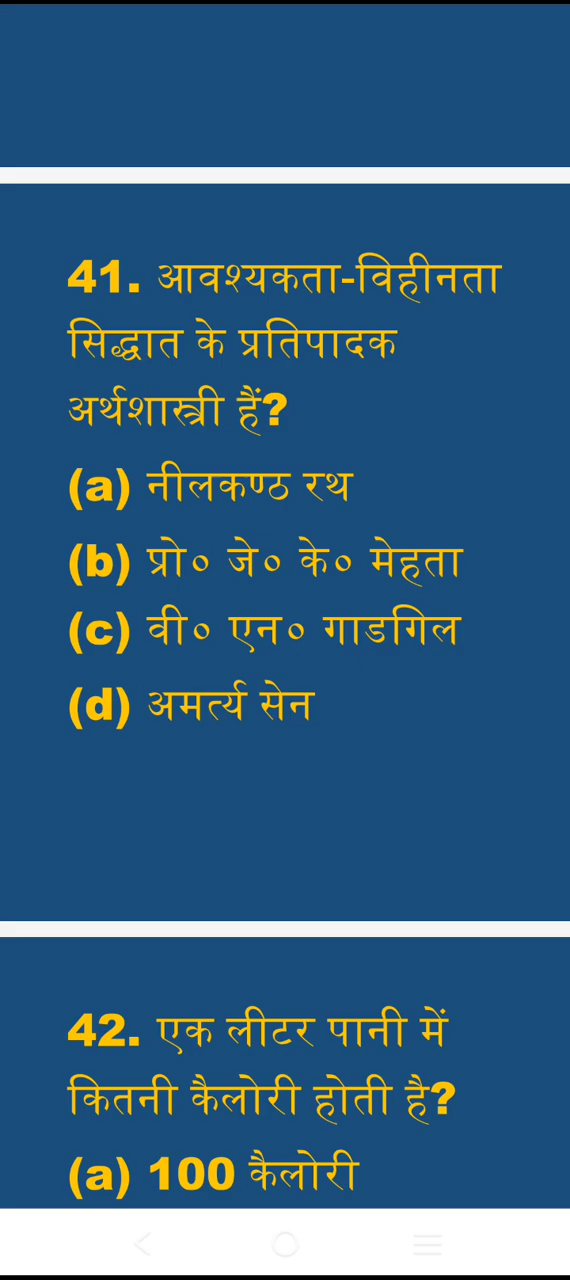 41. आवश्यकता-विहीनता
सिद्धात के प्रतिपादक
अर्थशास्त्री हैं?
(a) नीलकण्ठ रथ
(b) प्रो० जे० के० मेहता
(c) वी० एन० गाडगिल
(d) अमर्त्य सेन
42. एक लीटर पानी में
कितनी कैलोरी होती है?
(a) 100 कैलोरी